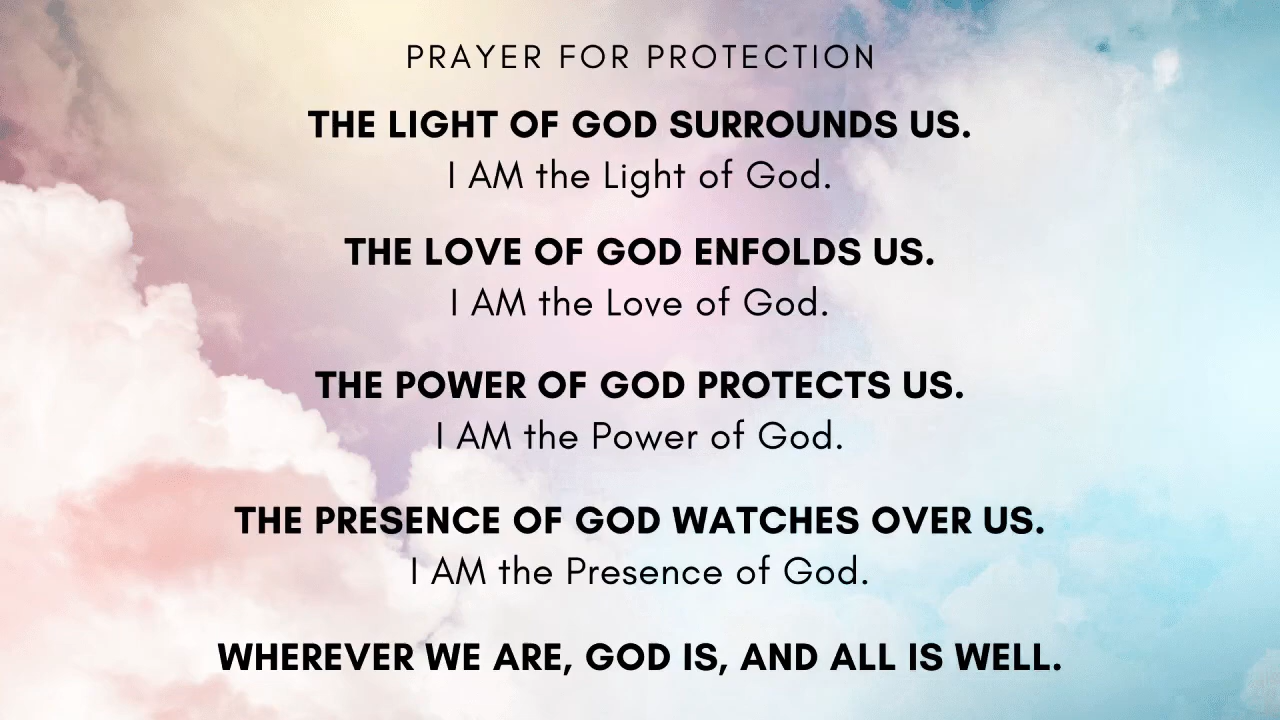 PRAYER FOR PROTECTION
THE LIGHT OF GOD SURROUNDS US.
I AM the Light of God.
THE LOVE OF GOD ENFOLDS US.
I AM the Love of God.
THE POWER OF GOD PROTECTS US.
I AM the Power of God.
THE PRESENCE OF GOD WATCHES OVER US.
I AM the Presence of God.
WHEREVER WE ARE, GOD IS, AND ALL IS WELL.